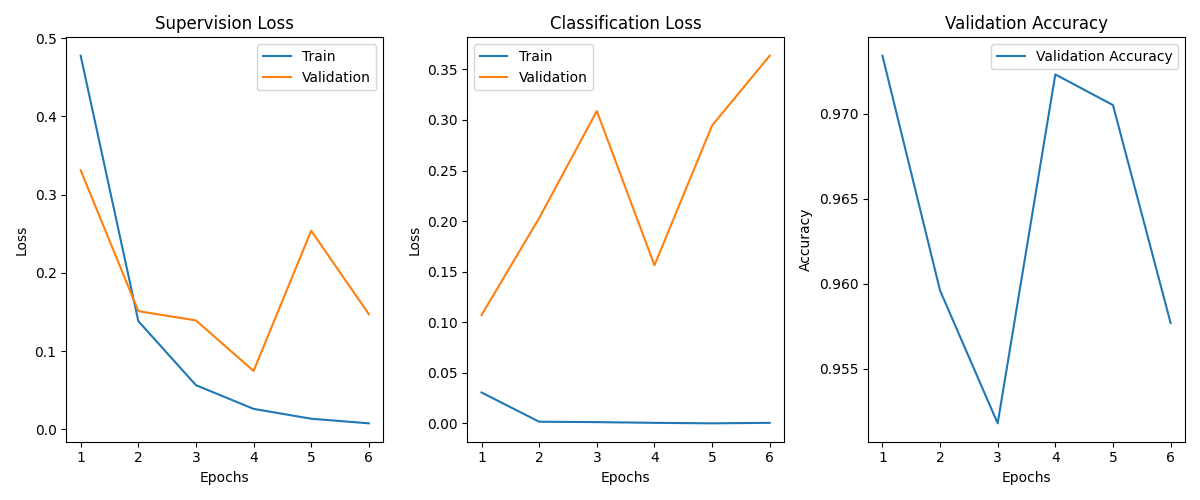 Supervision Loss
Train
Validation
0.5
0.4
0.3
0.2
0.1
0.0
Loss
1 2 3 4 5 6
Epochs
Classification Loss
Train
Validation
0.35
0.30
0.25
0.20
0.15
0.10
0.05
0.00
Loss
1 2 3 4 5 6
Epochs
Validation Accuracy
Validation Accuracy
0.970
0.965
0.960
0.955
Accuracy
1 2 3 4 5 6
Epochs